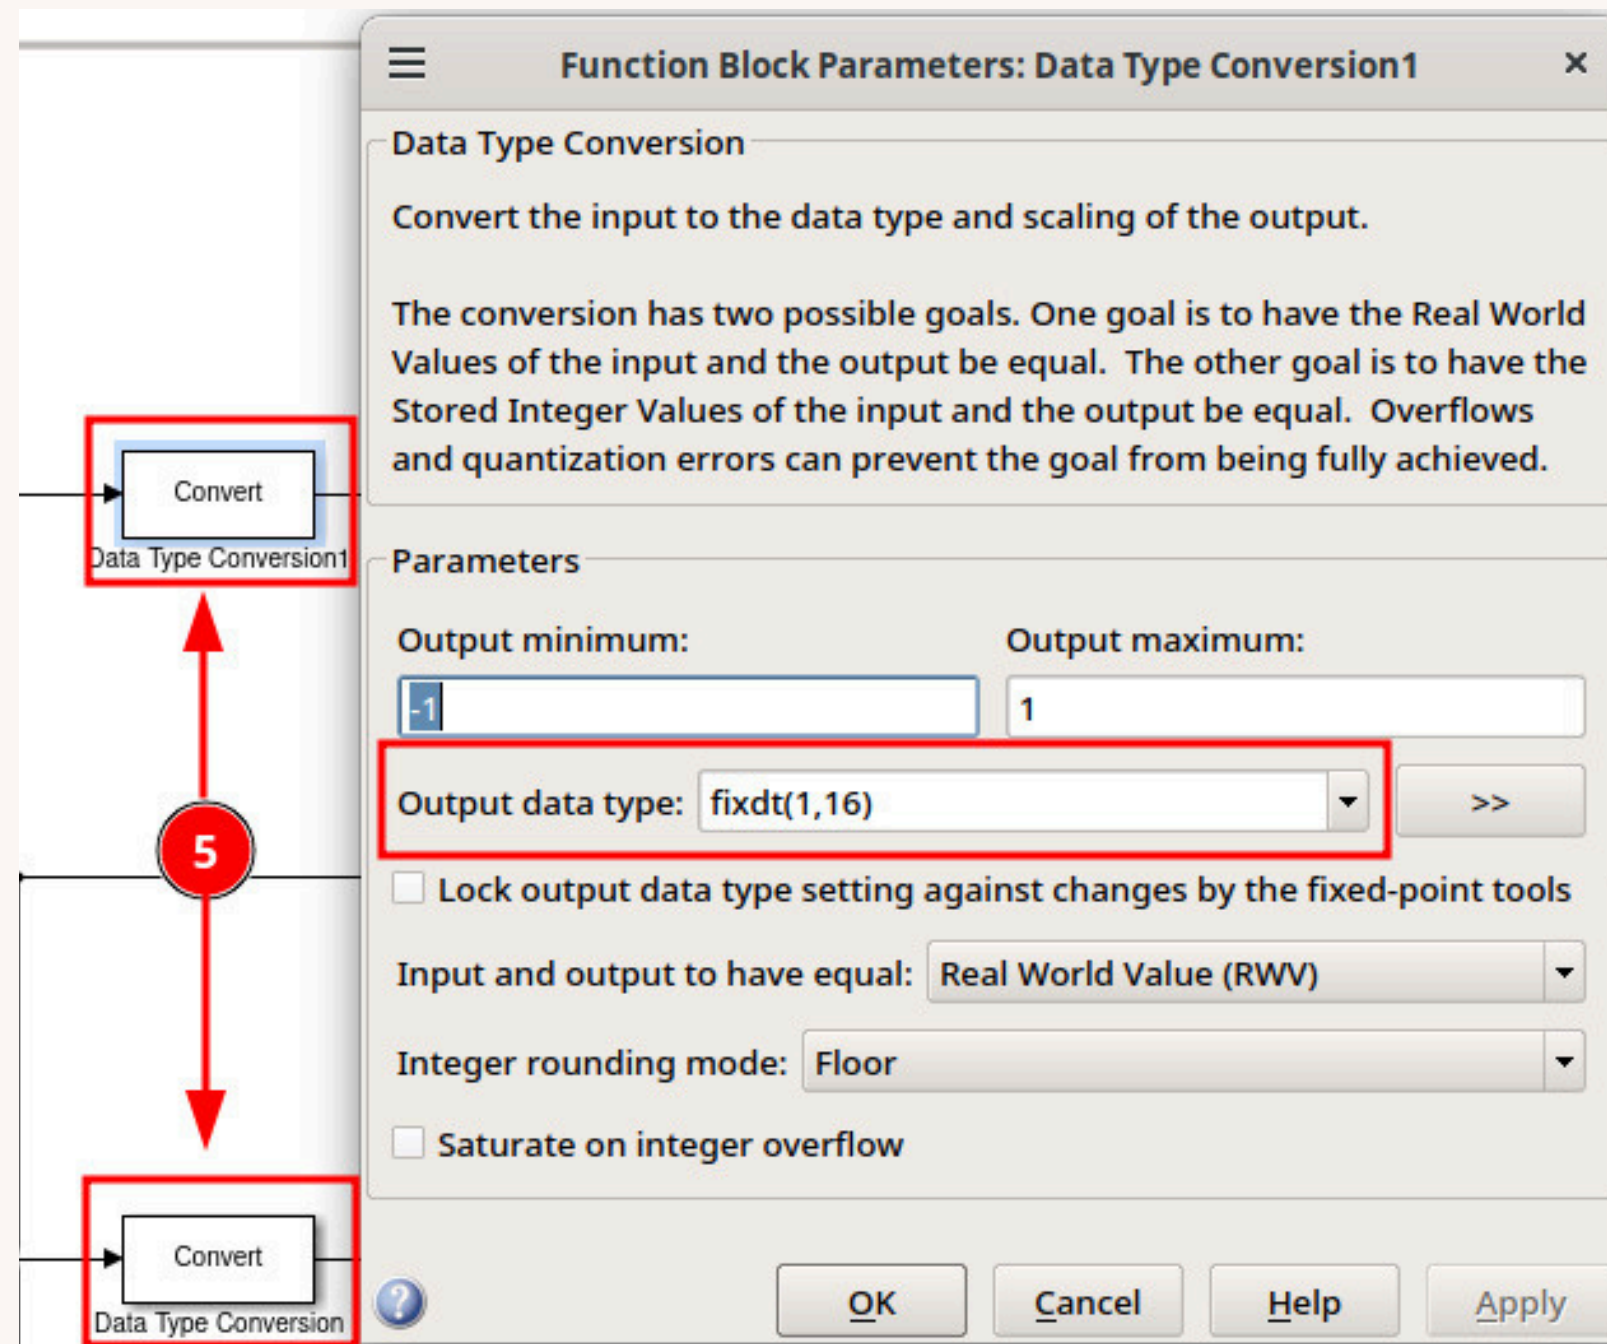 Function Block Parameters: Data Type Conversion1
Data Type Conversion
Convert the input to the data type and scaling of the output.
The conversion has two possible goals. One goal is to have the Real World
Values of the input and the output be equal.  The other goal is to have the
Stored Integer Values of the input and the output be equal.  Overflows
and quantization errors can prevent the goal from being fully achieved.
Convert
Data Type Conversion1
Parameters
Output minimum:
Output maximum:
-1
1
Output data type: fixdt(1,16)
>>
5
Lock output data type setting against changes by the fixed-point tools
Input and output to have equal: Real World Value (RWV)
Integer rounding mode: Floor
Saturate on integer overflow
Convert
Data Type Conversion
?
OK
Cancel
Help
Apply